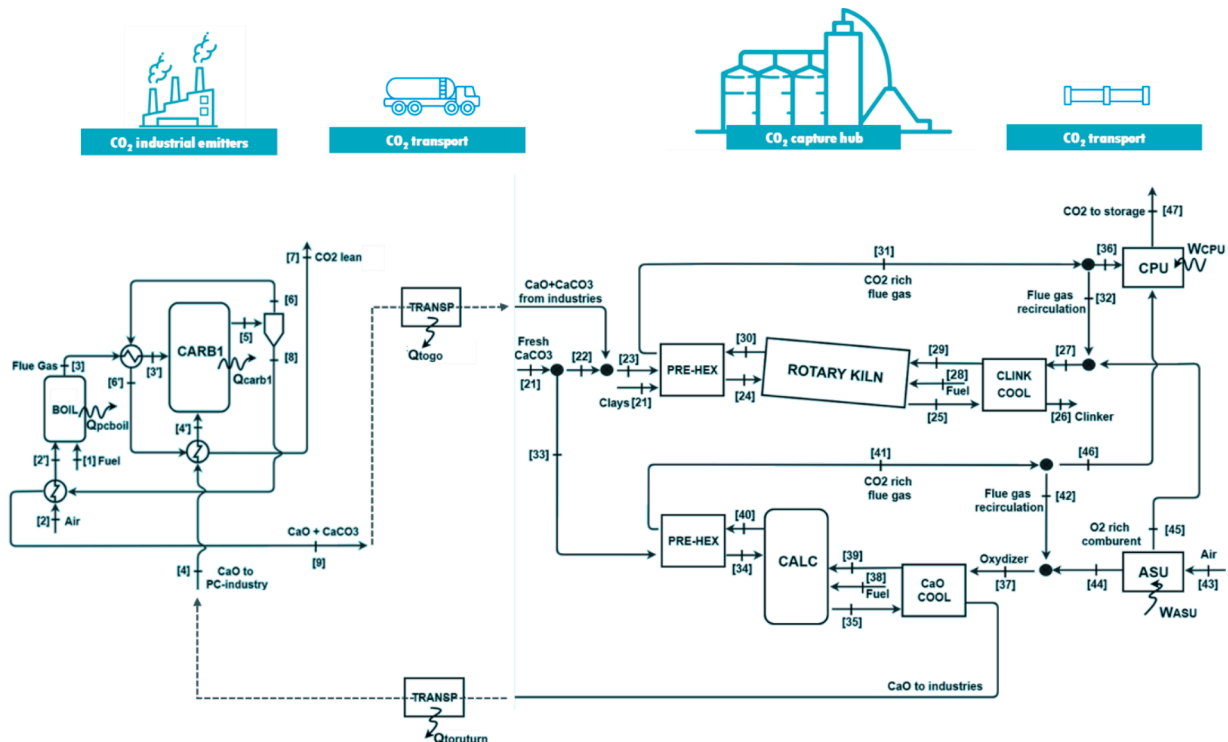 CO2 industrial emitters
CO2 transport
CO2 capture hub
CO2 transport
[7] CO2 lean
[6]
CARB1
[5]
Flue Gas
[3]
[3']
[8]
Qcarb1
[6']
BOIL
Qpcboil
[4']
[2']
[1] Fuel
[2]
Air
CaO + CaCO3
[9]
[4]
CaO to
PC-industry
TRANSP
Qtogo
CaO+CaCO3
from industries
Fresh
CaCO3
[21]
[22]
[23]
Clays
[21]
[33]
PRE-HEX
[30]
[24]
ROTARY KILN
[31]
CO2 rich
flue gas
[29]
[28]
Fuel
[25]
CLINK
COOL
[27]
[26]
Clinker
CO2 to storage
[47]
[36]
CPU
WCPU
Flue gas
recirculation
[32]
[41]
CO2 rich
flue gas
[46]
Flue gas
recirculation
[42]
PRE-HEX
[40]
[34]
CALC
[39]
[38]
Fuel
[35]
CaO
COOL
Oxydizer
[37]
O2 rich
comburent
[45]
[44]
ASU
Air
[43]
WASU
CaO to industries
TRANSP
Qtoruturn